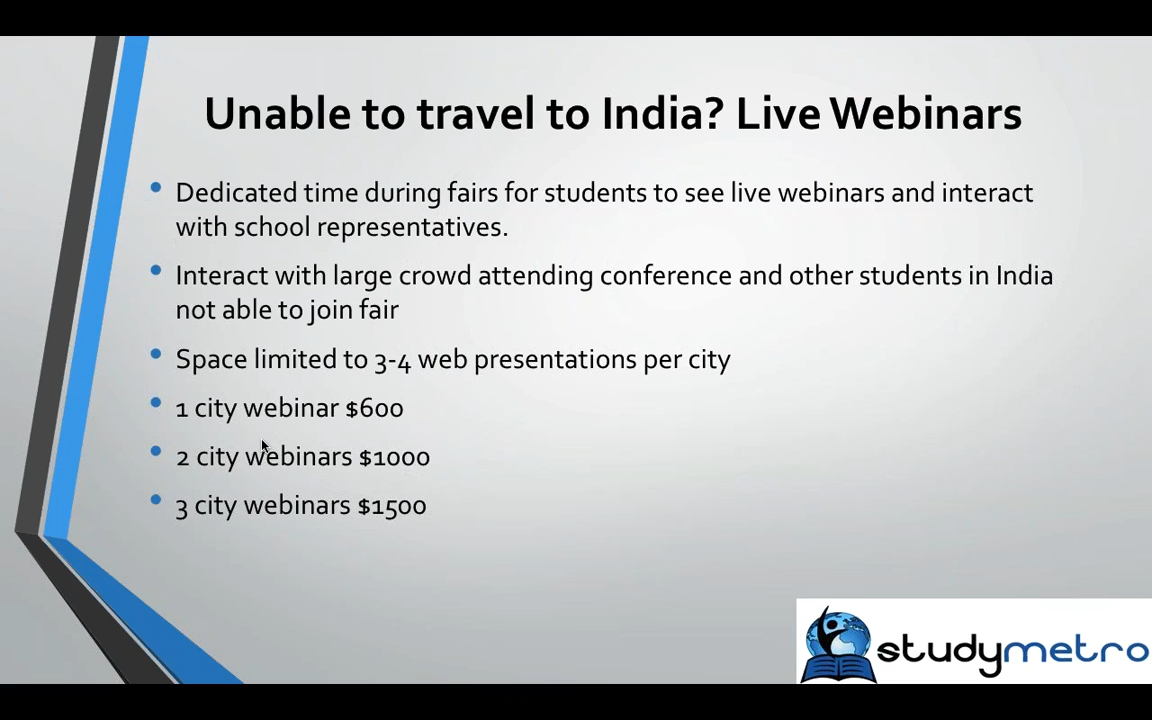 Unable to travel to India? Live Webinars
• Dedicated time during fairs for students to see live webinars and interact
with school representatives.
• Interact with large crowd attending conference and other students in India
not able to join fair
• Space limited to 3-4 web presentations per city
• 1 city webinar $600
• 2 city webinars $1000
• 3 city webinars $1500
studymetro